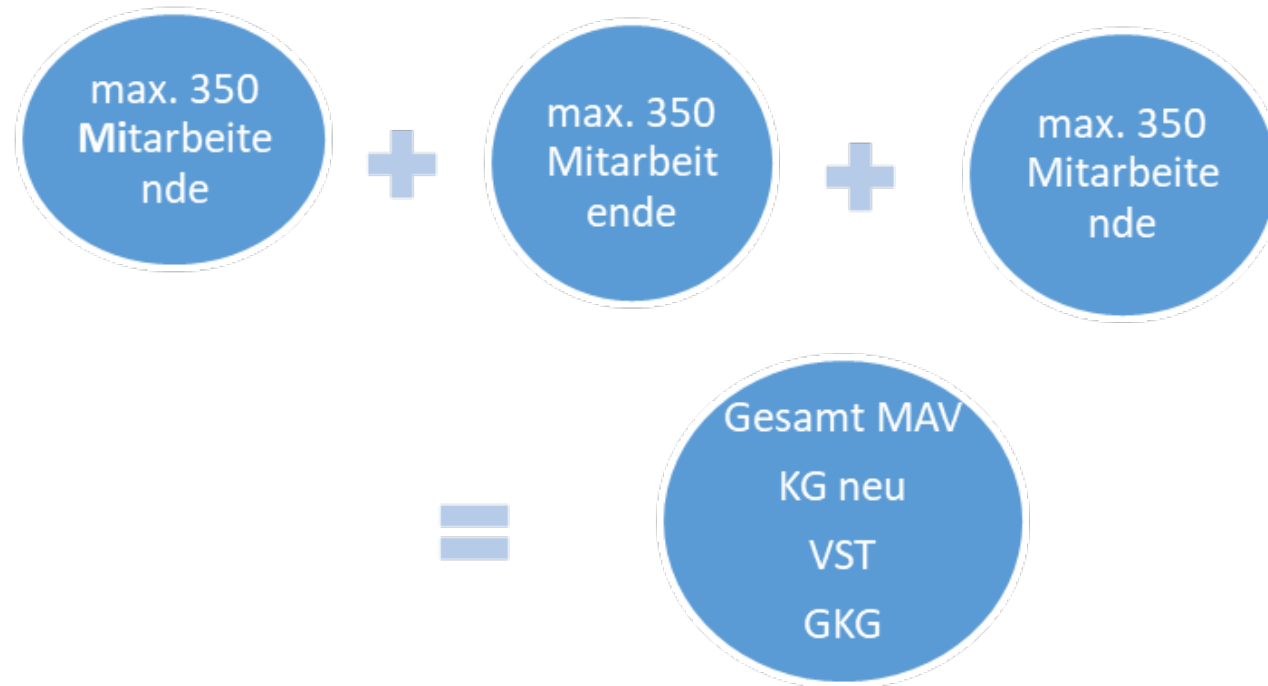 max. 350
Mitarbeite
nde
+
max. 350
Mitarbeit
ende
+
max. 350
Mitarbeite
nde
=
Gesamt MAV
KG neu
VST
GKG